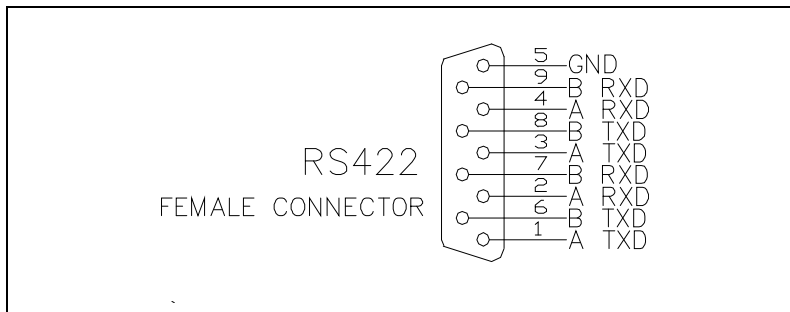 5 GND
9 B RXD
4 A RXD
8 B TXD
3 A TXD
7 B RXD
2 A RXD
6 B TXD
1 A TXD
RS422
FEMALE CONNECTOR